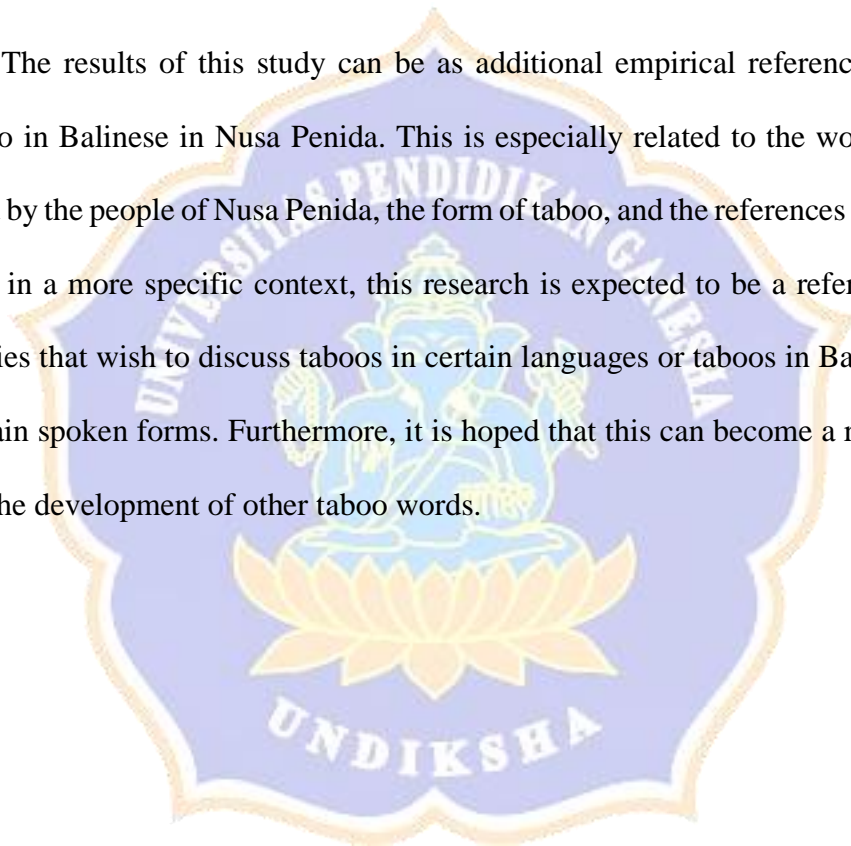 The results of this study can be as additional empirical referenc
o in Balinese in Nusa Penida. This is especially related to the wo
by the people of Nusa Penida, the form of taboo, and the references
in a more specific context, this research is expected to be a refer
ies that wish to discuss taboos in certain languages or taboos in Ba
ain spoken forms. Furthermore, it is hoped that this can become a r
he development of other taboo words.
UNIVERSITAS PENDIDIKAN GANESHA
UNDIKSHA